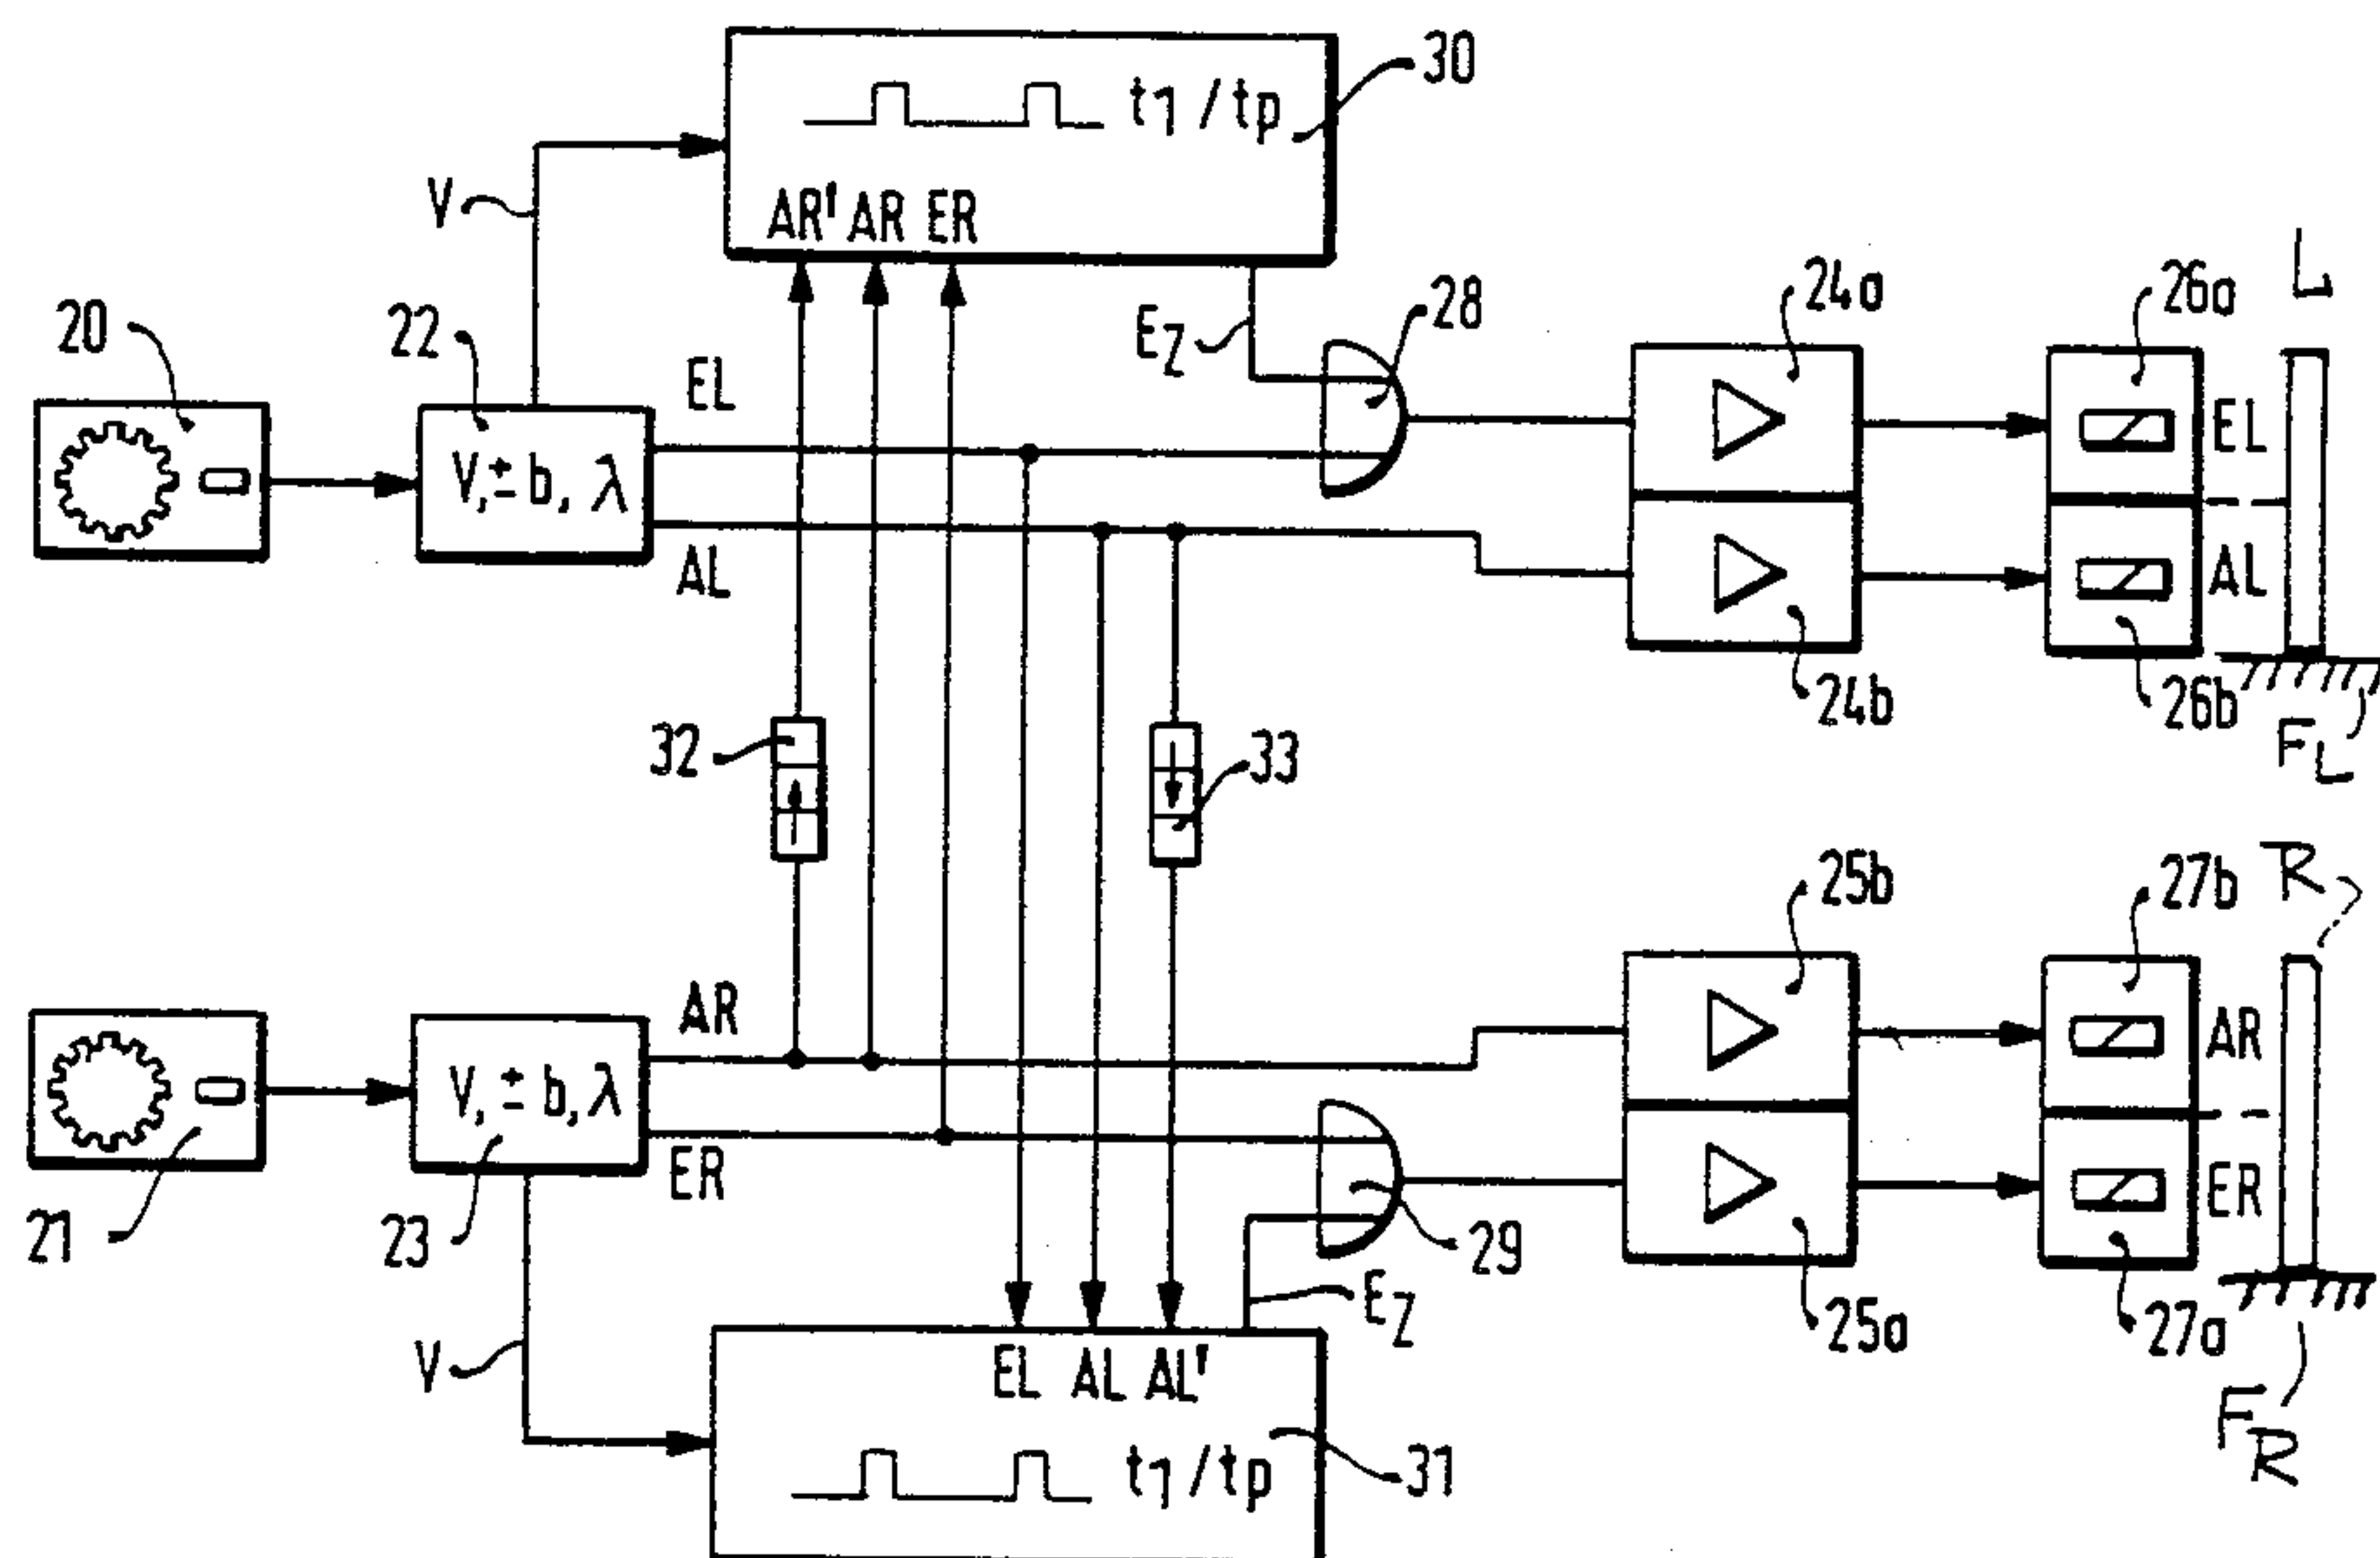 30
t1/tp
V
AR' AR ER
L
20
22
EL
EZ
28
24a
26a
V, ± b, λ
EL
AL
AL
24b
26b
FL
32
33
25b
27b
R
AR
V, ± b, λ
AR
ER
ER
21
23
29
EZ
25a
27a
FR
V
EL AL AL'
t1/tp
31